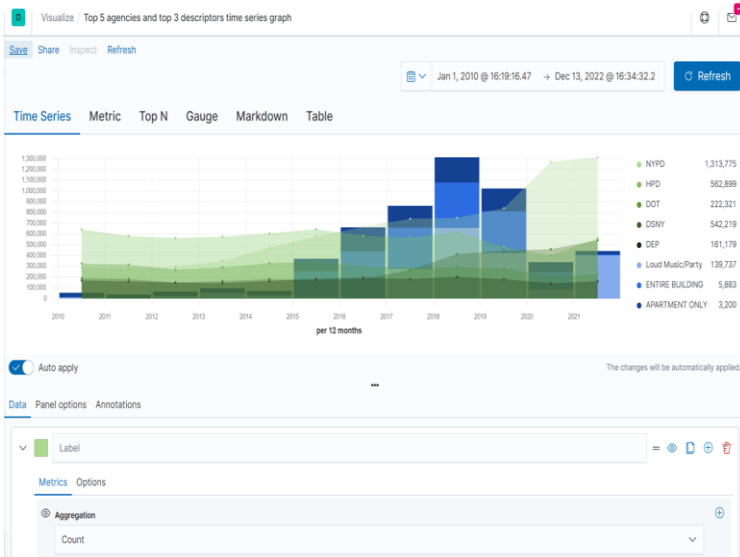 D Visualize / Top 5 agencies and top 3 descriptors time series graph
Save Share Inspect Refresh
Jan 1, 2010 @ 16:19:16.47 → Dec 13, 2022 @ 16:34:32.2 Refresh
Time Series Metric Top N Gauge Markdown Table
1,300,000
1,200,000
1,100,000
1,000,000
900,000
800,000
700,000
600,000
500,000
400,000
300,000
200,000
100,000
0
2010 2011 2012 2013 2014 2015 2016 2017 2018 2019 2020 2021
per 12 months
NYPD 1,313,775
HPD 562,899
DOT 222,321
DSNY 542,219
DEP 161,179
Loud Music/Party 139,737
ENTIRE BUILDING 5,883
APARTMENT ONLY 3,200
Auto apply The changes will be automatically applied.
Data Panel options Annotations
Label
Metrics Options
Aggregation
Count